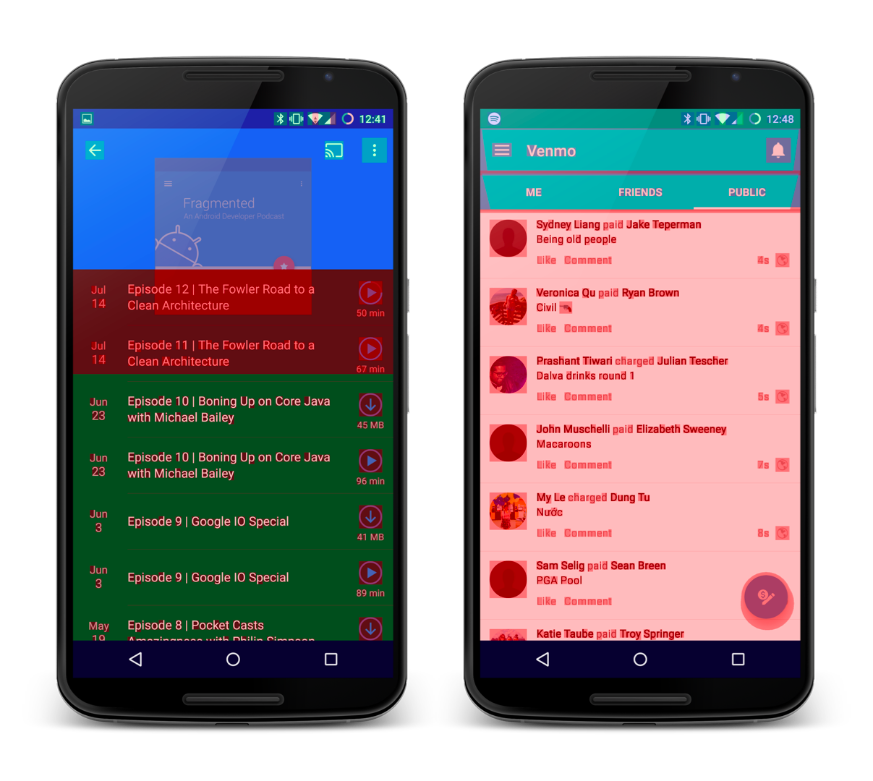 12:41
Fragmented
An Android Developer Podcast
Jul
14
Episode 12 | The Fowler Road to a
Clean Architecture
50 min
Jul
14
Episode 11 | The Fowler Road to a
Clean Architecture
67 min
Jun
23
Episode 10 | Boning Up on Core Java
with Michael Bailey
45 MB
Jun
23
Episode 10 | Boning Up on Core Java
with Michael Bailey
96 min
Jun
3
Episode 9 | Google IO Special
41 MB
Jun
3
Episode 9 | Google IO Special
89 min
May
19
Episode 8 | Pocket Casts
Amazingness with Philip Simpson
12:48
Venmo
ME FRIENDS PUBLIC
Sydney Liang paid Jake Teperman
Being old people
Like Comment 4s
Veronica Qu paid Ryan Brown
Civil
Like Comment 4s
Prashant Tiwari charged Julian Tescher
Dalva drinks round 1
Like Comment 5s
John Muschelli paid Elizabeth Sweeney
Macaroons
Like Comment 7s
My Le charged Dung Tu
Nước
Like Comment 8s
Sam Selig paid Sean Breen
PGA Pool
Like Comment
Katie Taube paid Troy Springer